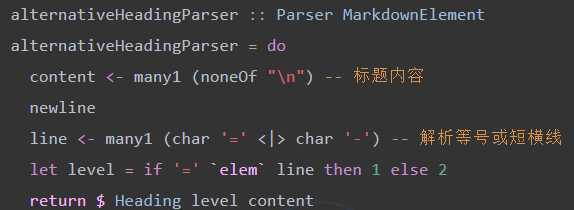 alternativeHeadingParser :: Parser MarkdownElement
alternativeHeadingParser = do
  content <- many1 (noneOf "\n") -- 标题内容
  newline
  line <- many1 (char '=' <|> char '-') -- 解析等号或短横线
  let level = if '=' `elem` line then 1 else 2
  return $ Heading level content